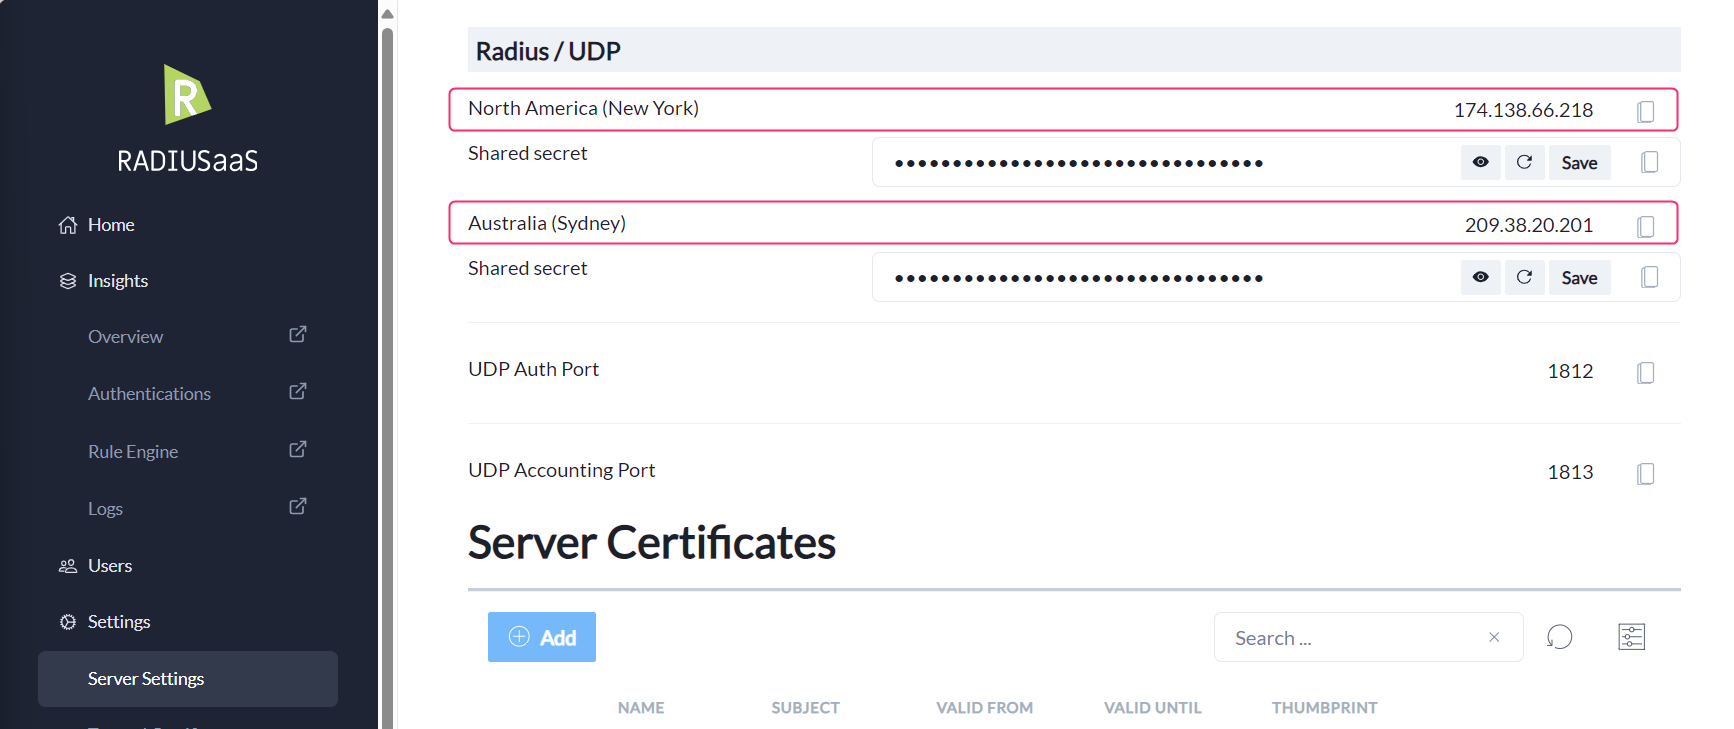 R
RADIUSaaS
Home
Insights
Overview
Authentications
Rule Engine
Logs
Users
Settings
Server Settings
Radius / UDP
North America (New York) 174.138.66.218
Shared secret •••••••••••••••••••••••••••••••• Save
Australia (Sydney) 209.38.20.201
Shared secret •••••••••••••••••••••••••••••••• Save
UDP Auth Port 1812
UDP Accounting Port 1813
Server Certificates
Add Search ...
NAME SUBJECT VALID FROM VALID UNTIL THUMBPRINT